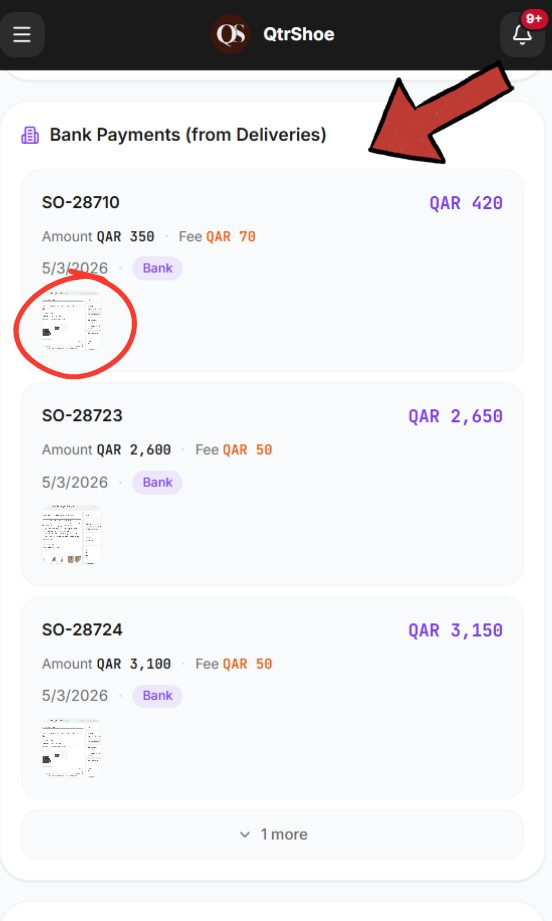 QS QtrShoe 9+
Bank Payments (from Deliveries)
SO-28710 QAR 420
Amount QAR 350 · Fee QAR 70
5/3/2026 · Bank
SO-28723 QAR 2,650
Amount QAR 2,600 · Fee QAR 50
5/3/2026 · Bank
SO-28724 QAR 3,150
Amount QAR 3,100 · Fee QAR 50
5/3/2026 · Bank
1 more